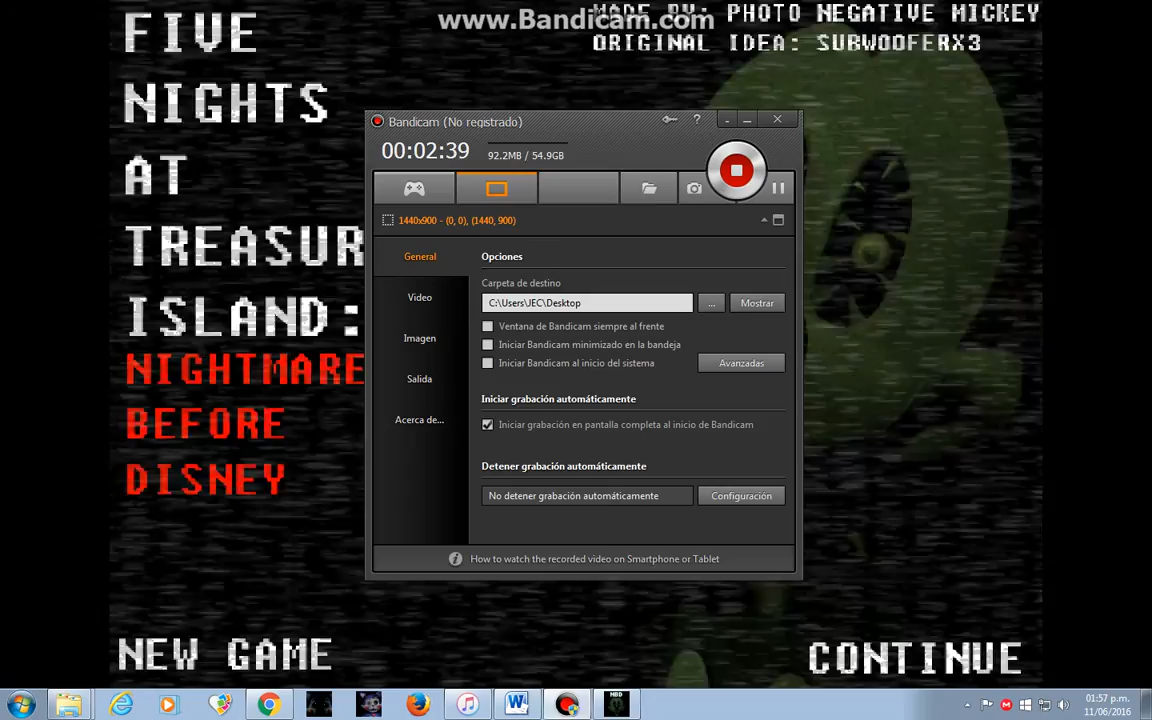 FIVE
NIGHTS
AT
TREASUR
ISLAND:
NIGHTMARE
BEFORE
DISNEY
www.Bandicam.com
MADE BY: PHOTO NEGATIVE MICKEY
ORIGINAL IDEA: SUBWOOFERX3
Bandicam (No registrado)
?
00:02:39
92.2MB / 54.9GB
1440x900 - (0, 0), (1440, 900)
General
Video
Imagen
Salida
Acerca de...
Opciones
Carpeta de destino
C:\Users\JEC\Desktop
...
Mostrar
Ventana de Bandicam siempre al frente
Iniciar Bandicam minimizado en la bandeja
Iniciar Bandicam al inicio del sistema
Avanzadas
Iniciar grabación automáticamente
Iniciar grabación en pantalla completa al inicio de Bandicam
Detener grabación automáticamente
No detener grabación automáticamente
Configuración
How to watch the recorded video on Smartphone or Tablet
NEW GAME
CONTINUE
NBD
01:57 p.m.
11/06/2016